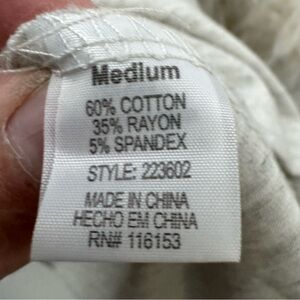 Medium
60% COTTON
35% RAYON
5% SPANDEX
STYLE: 223602
MADE IN CHINA
HECHO EM CHINA
RN# 116153